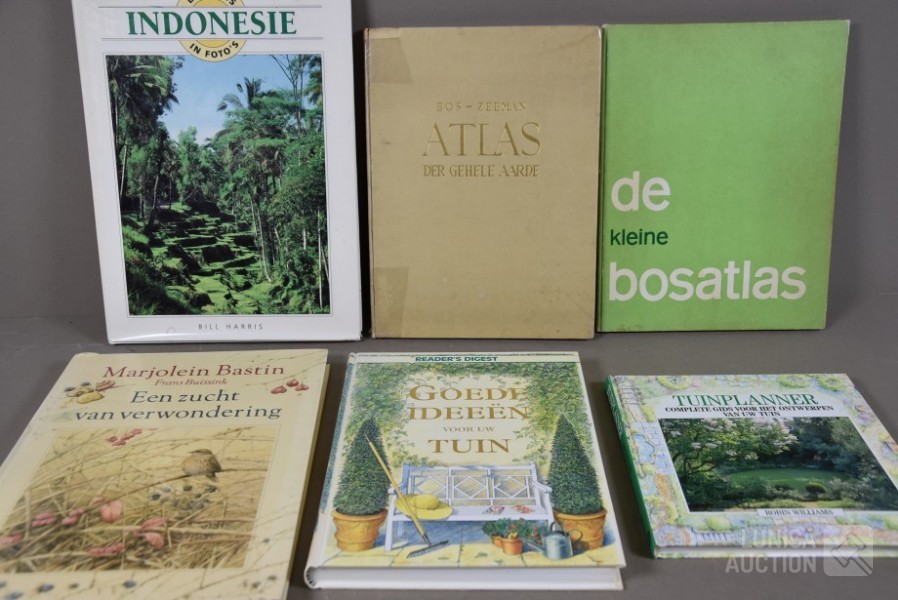 INDONESIE
IN FOTO'S
BILL HARRIS
BOS - ZEEMAN
ATLAS
DER GEHELE AARDE
de
kleine
bosatlas
Marjolein Bastin
Frans Buissink
Een zucht
van verwondering
READER'S DIGEST
GOEDE
IDEEËN
VOOR UW
TUIN
TUINPLANNER
COMPLETE GIDS VOOR HET ONTWERPEN
VAN UW TUIN
ROBIN WILLIAMS
LUNICA
AUCTION